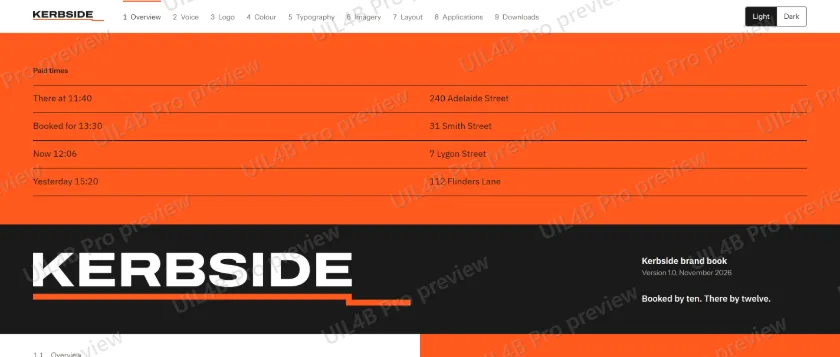 KERBSIDE
1 Overview 2 Voice 3 Logo 4 Colour 5 Typography 6 Imagery 7 Layout 8 Applications 9 Downloads
Light Dark
Paid times
There at 11:40 240 Adelaide Street
Booked for 13:30 31 Smith Street
Now 12:06 7 Lygon Street
Yesterday 15:20 112 Flinders Lane
KERBSIDE
Kerbside brand book
Version 1.0, November 2026
Booked by ten. There by twelve.
1.1 Overview
UIL4B Pro preview